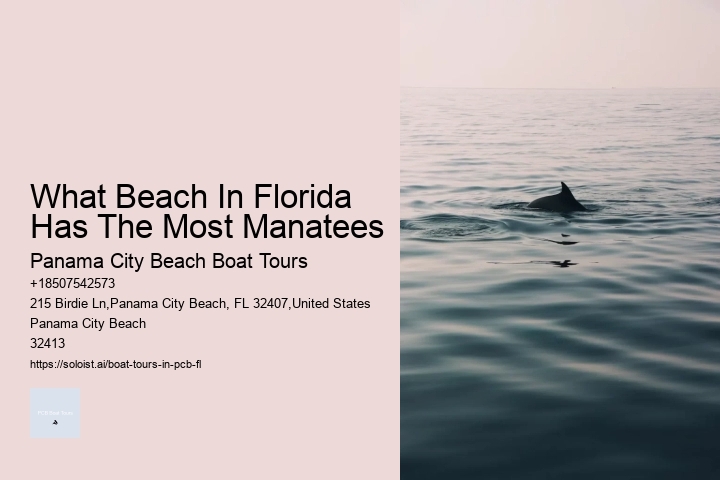 What Beach In Florida
Has The Most Manatees
Panama City Beach Boat Tours
+18507542573
215 Birdie Ln,Panama City Beach, FL 32407,United States
Panama City Beach
32413
https://soloist.ai/boat-tours-in-pcb-fl